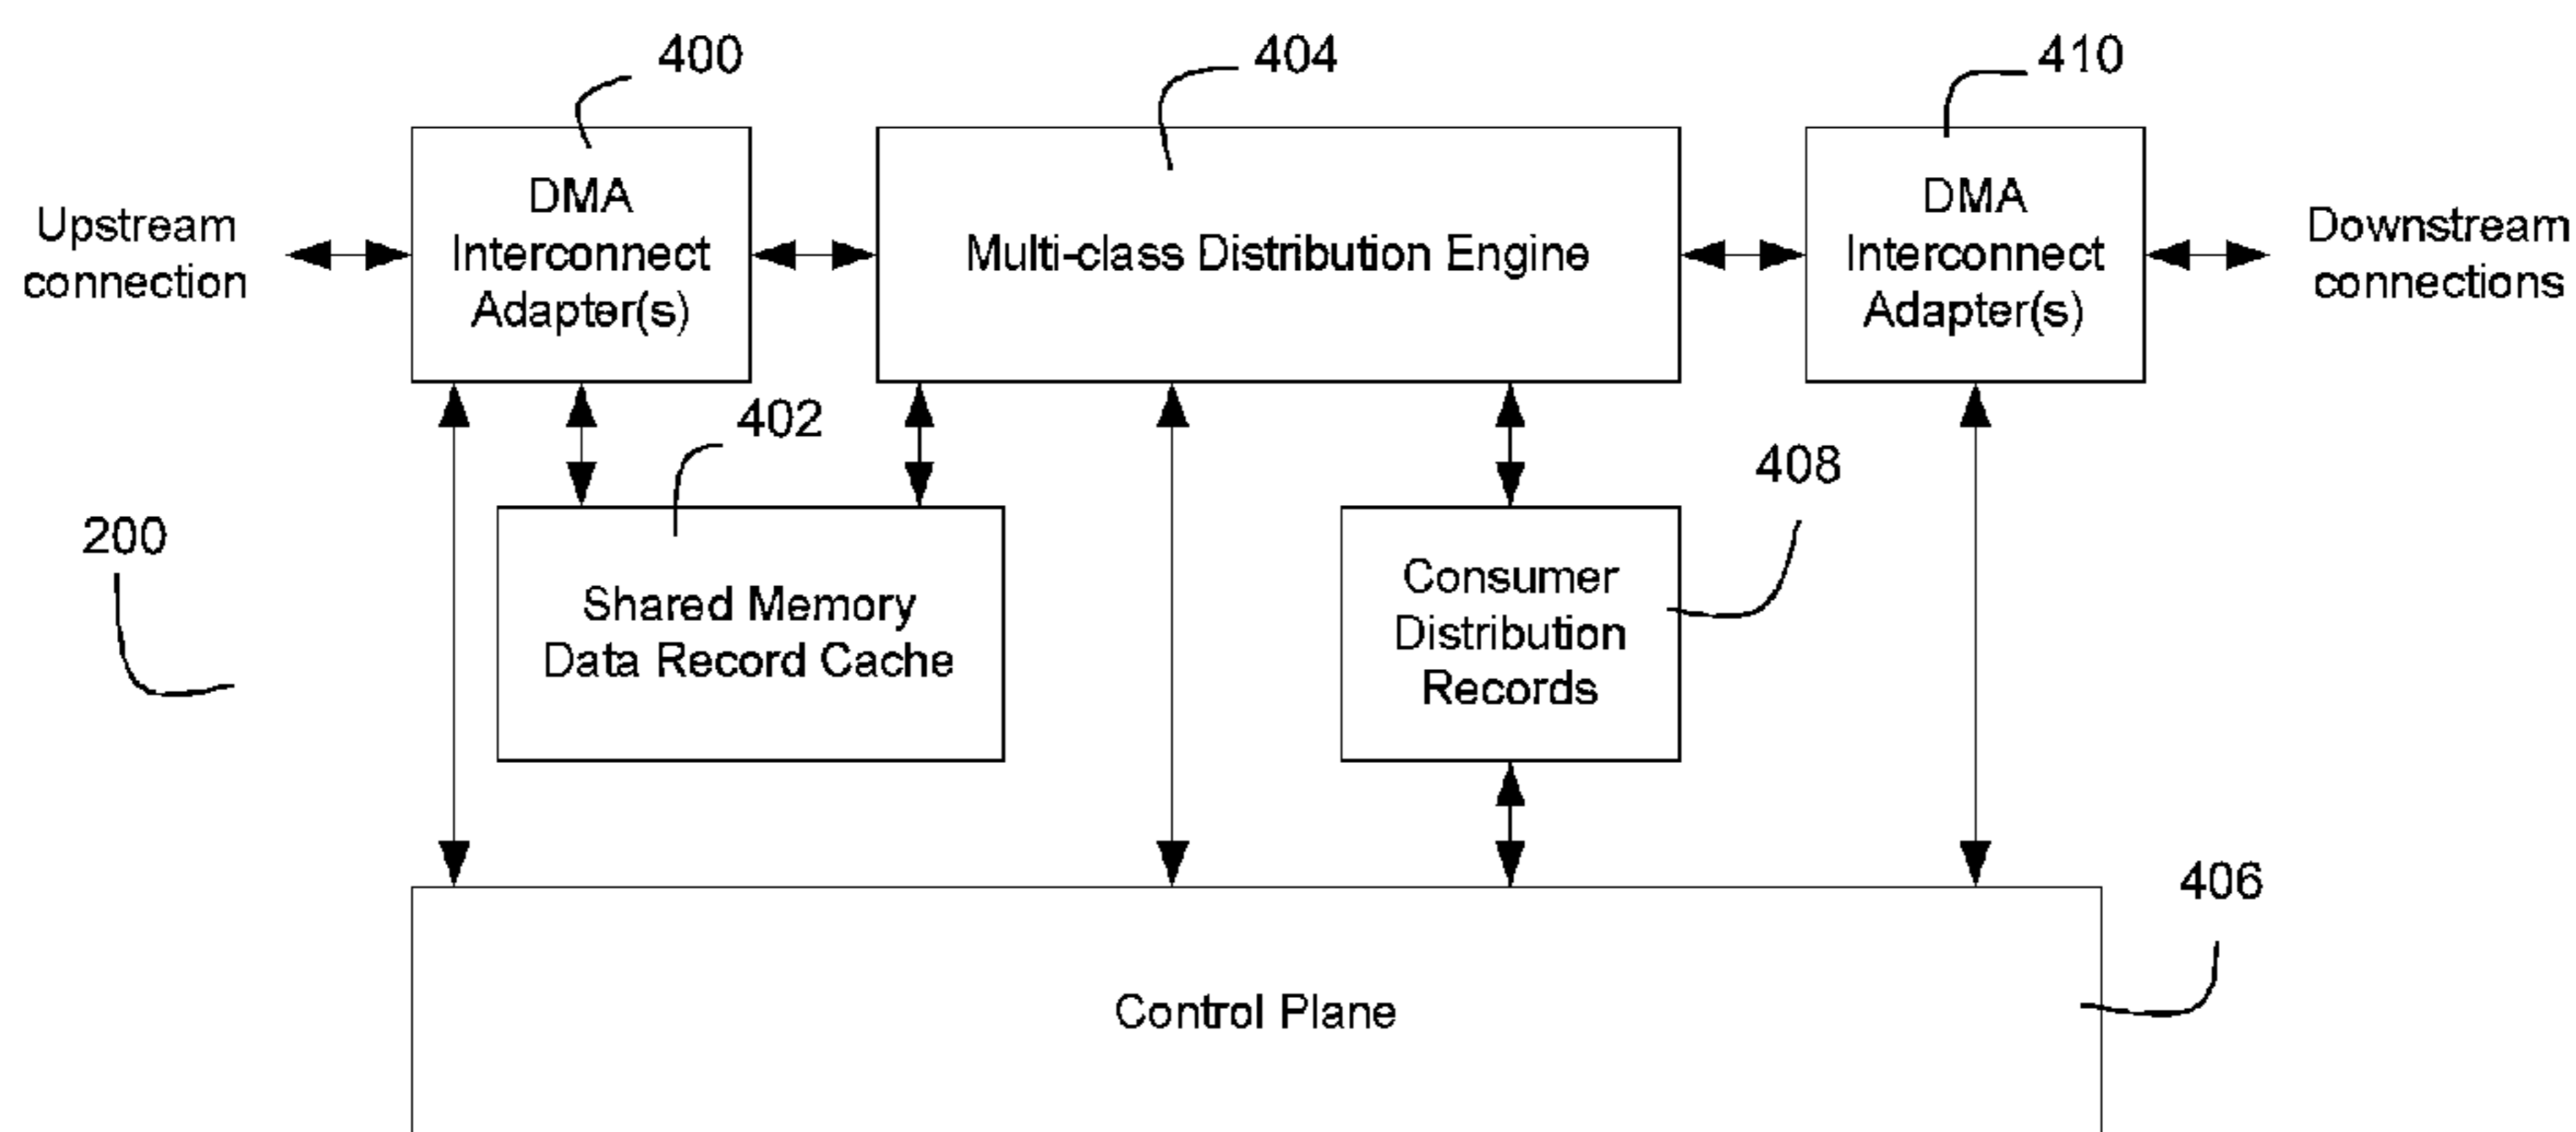 400
404
410
Upstream
connection
DMA
Interconnect
Adapter(s)
Multi-class Distribution Engine
DMA
Interconnect
Adapter(s)
Downstream
connections
402
408
200
Shared Memory
Data Record Cache
Consumer
Distribution
Records
406
Control Plane